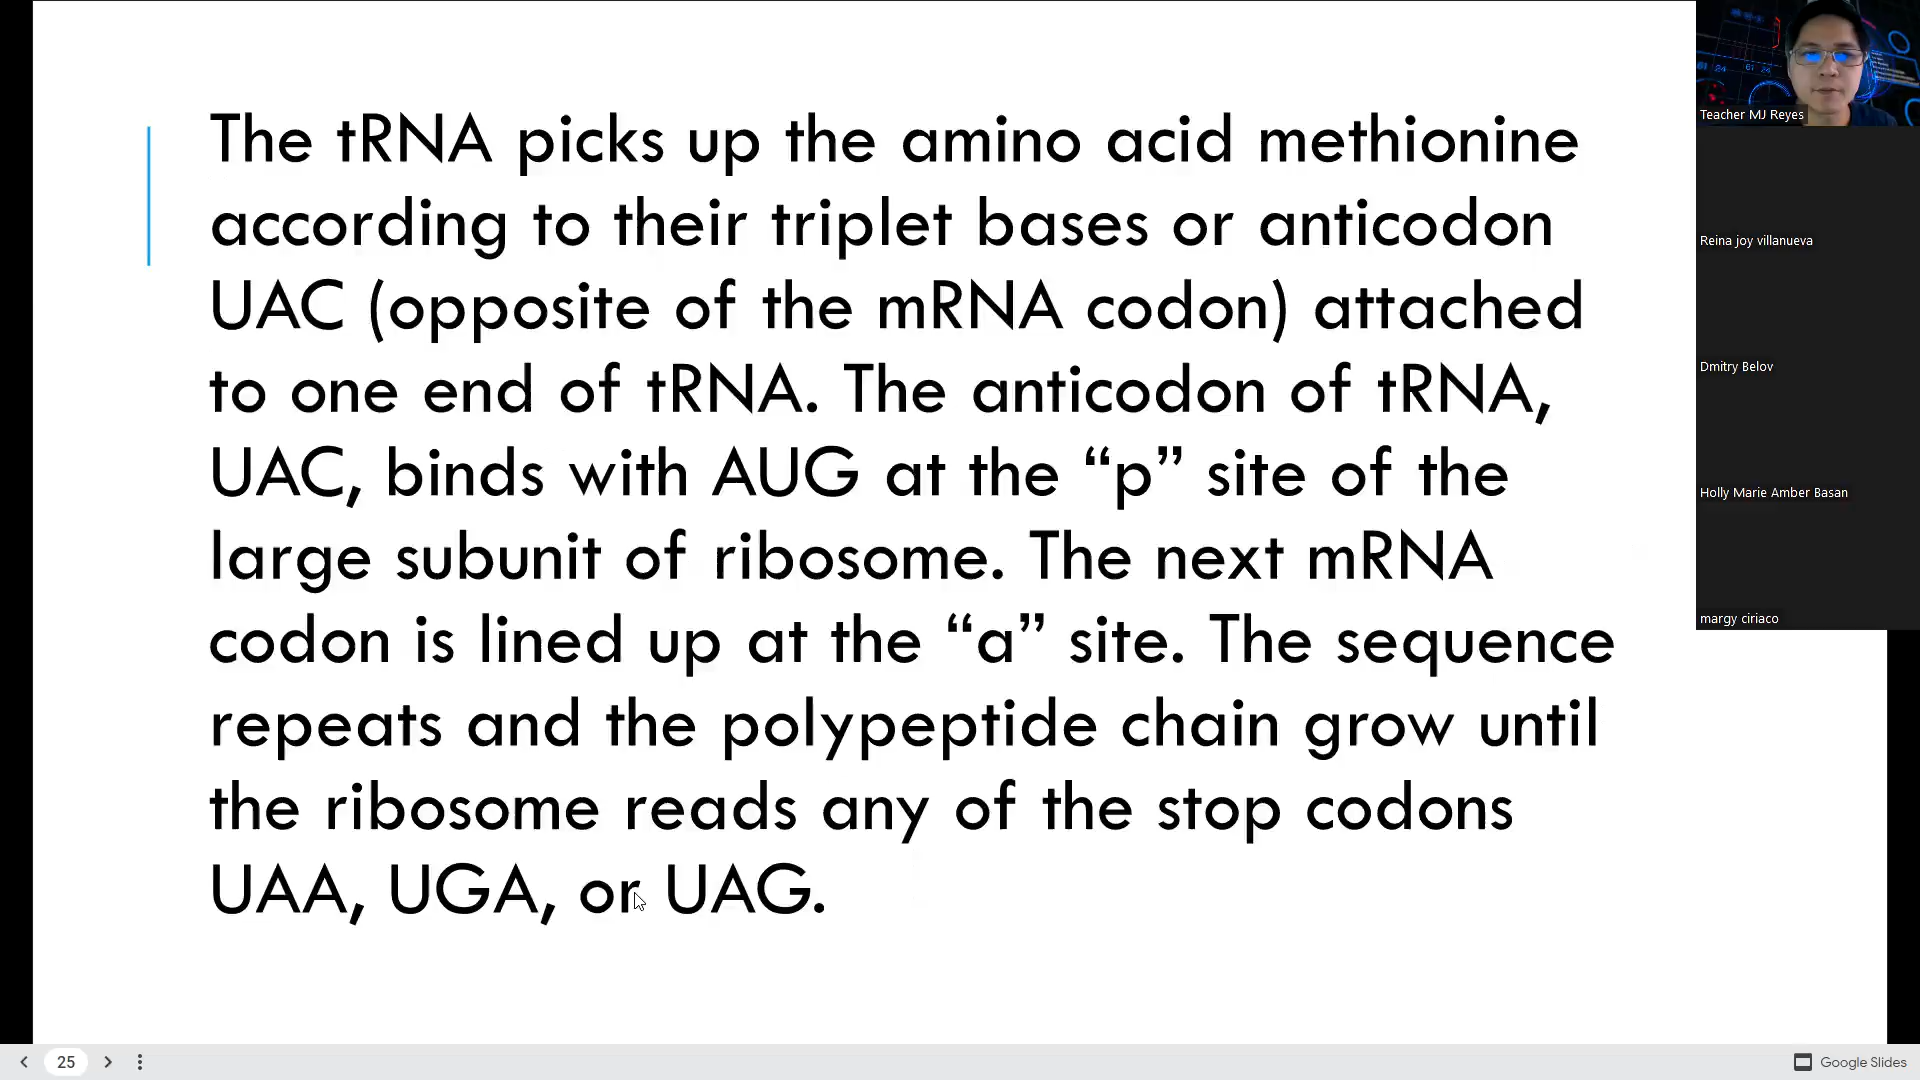 The tRNA picks up the amino acid methionine
according to their triplet bases or anticodon
UAC (opposite of the mRNA codon) attached
to one end of tRNA. The anticodon of tRNA,
UAC, binds with AUG at the “p” site of the
large subunit of ribosome. The next mRNA
codon is lined up at the “a” site. The sequence
repeats and the polypeptide chain grow until
the ribosome reads any of the stop codons
UAA, UGA, or UAG.
Teacher MJ Reyes
Reina joy villanueva
Dmitry Belov
Holly Marie Amber Basan
margy ciriaco
25
Google Slides